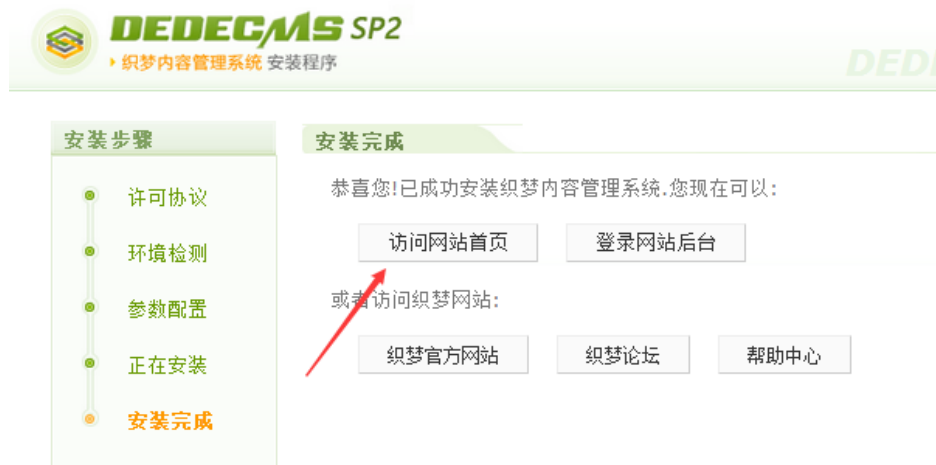 DEDECMS SP2
织梦内容管理系统 安装程序
DEDE
安装步骤
许可协议
环境检测
参数配置
正在安装
安装完成
安装完成
恭喜您!已成功安装织梦内容管理系统.您现在可以:
访问网站首页 登录网站后台
或者访问织梦网站:
织梦官方网站 织梦论坛 帮助中心